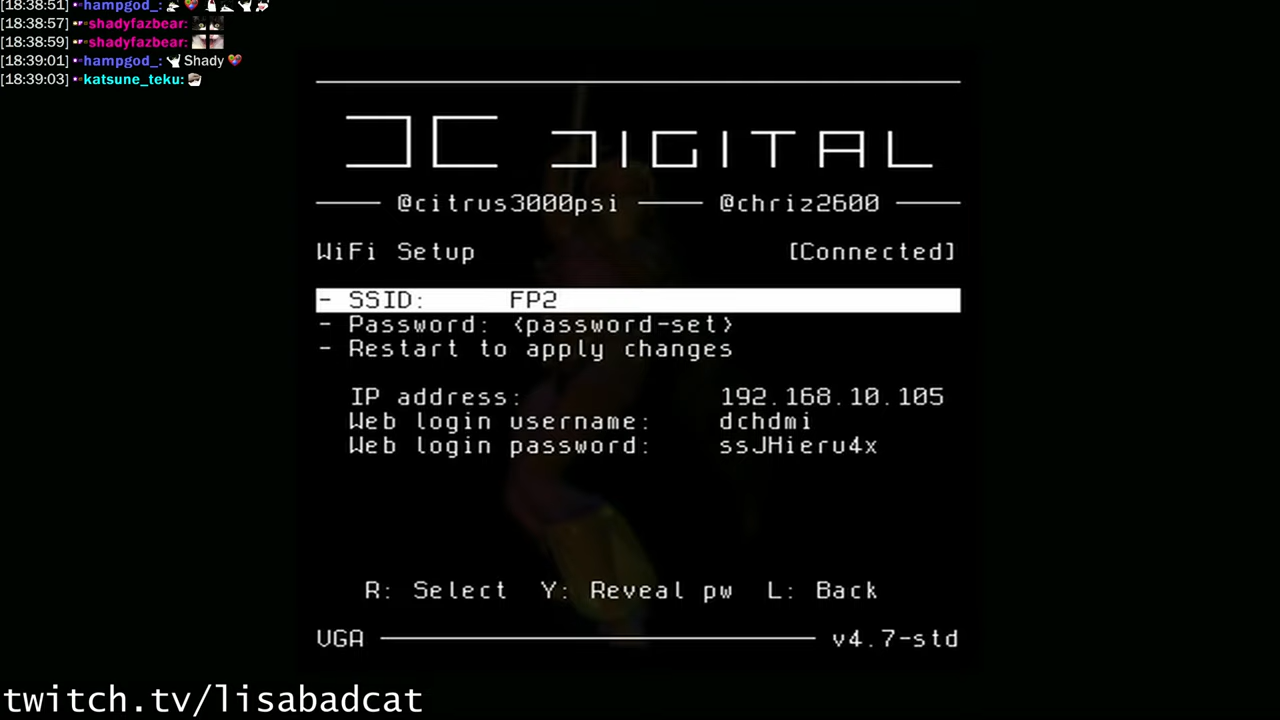 [18:38:51] hampgod_:
[18:38:57] shadyfazbear:
[18:38:59] shadyfazbear:
[18:39:01] hampgod_: Shady
[18:39:03] katsune_teku:
DC DIGITAL
@citrus3000psi @chriz2600
WiFi Setup [Connected]
- SSID: FP2
- Password: <password-set>
- Restart to apply changes
IP address: 192.168.10.105
Web login username: dchdmi
Web login password: ssJHieru4x
R: Select Y: Reveal pw L: Back
VGA v4.7-std
twitch.tv/lisabadcat